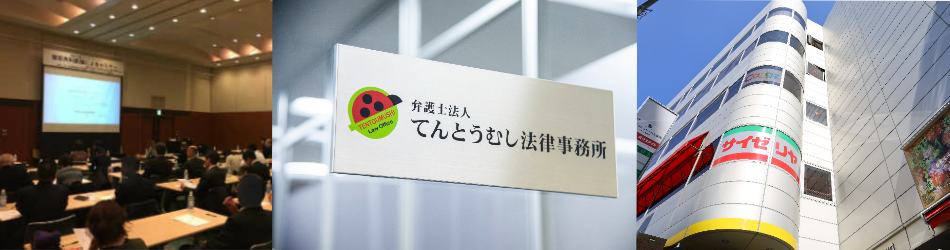 TENTOUMUSHI
Law Office
弁護士法人
てんとうむし法律事務所
サイゼリヤ